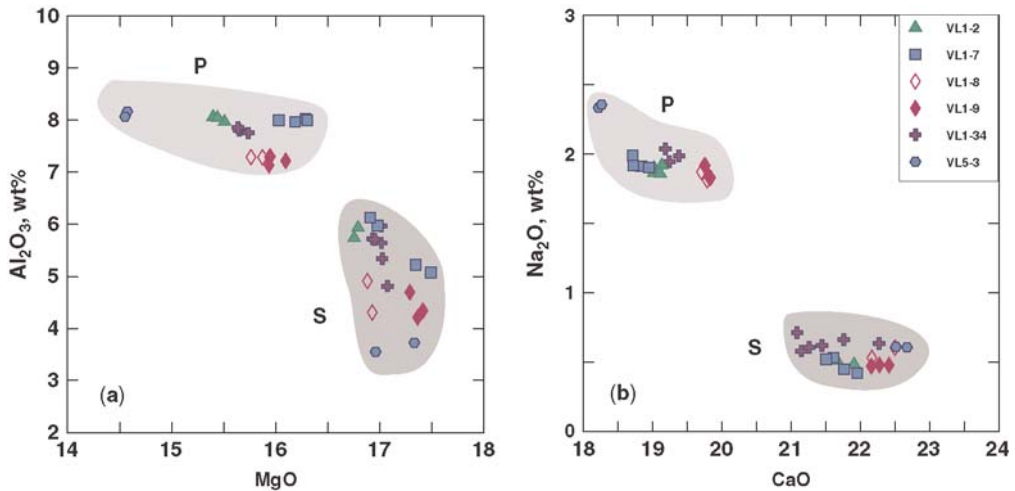 10
9
8
7
6
5
4
3
2
Al2O3, wt%
P
S
(a)
14 15 16 17 18
MgO
3
2
1
0
Na2O, wt%
P
S
(b)
18 19 20 21 22 23 24
CaO
VL1-2
VL1-7
VL1-8
VL1-9
VL1-34
VL5-3